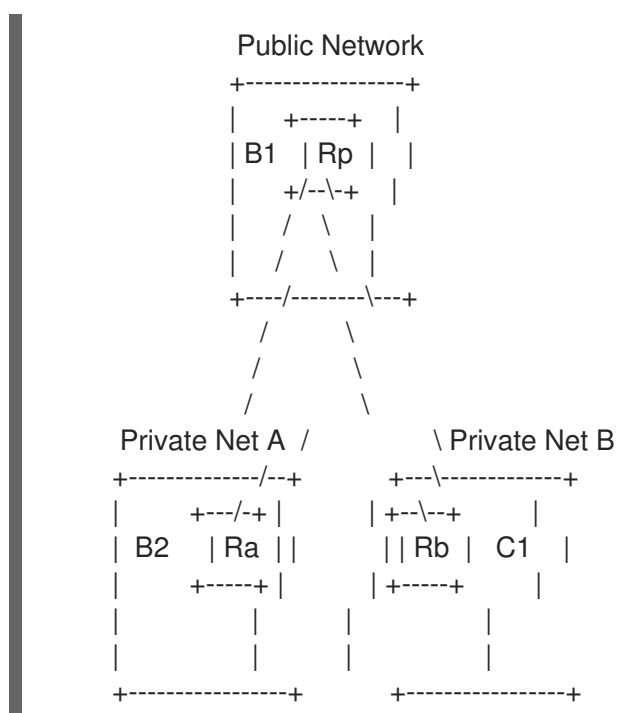 Public Network
+-----------------+
|     +-----+   |
| B1  | Rp  |   |
|     +/--\-+   |
|     /   \    |
|    /     \   |
+----/--------\---+
/        \
/          \
/            \
Private Net A  /              \ Private Net B
+--------------/--+         +---\-------------+
|       +---/-+ |         | +--\--+       |
| B2    | Ra  | |         | | Rb  |   C1    |
|       +-----+ |         | +-----+       |
|             |         |             |
|             |         |             |
+-----------------+         +-----------------+